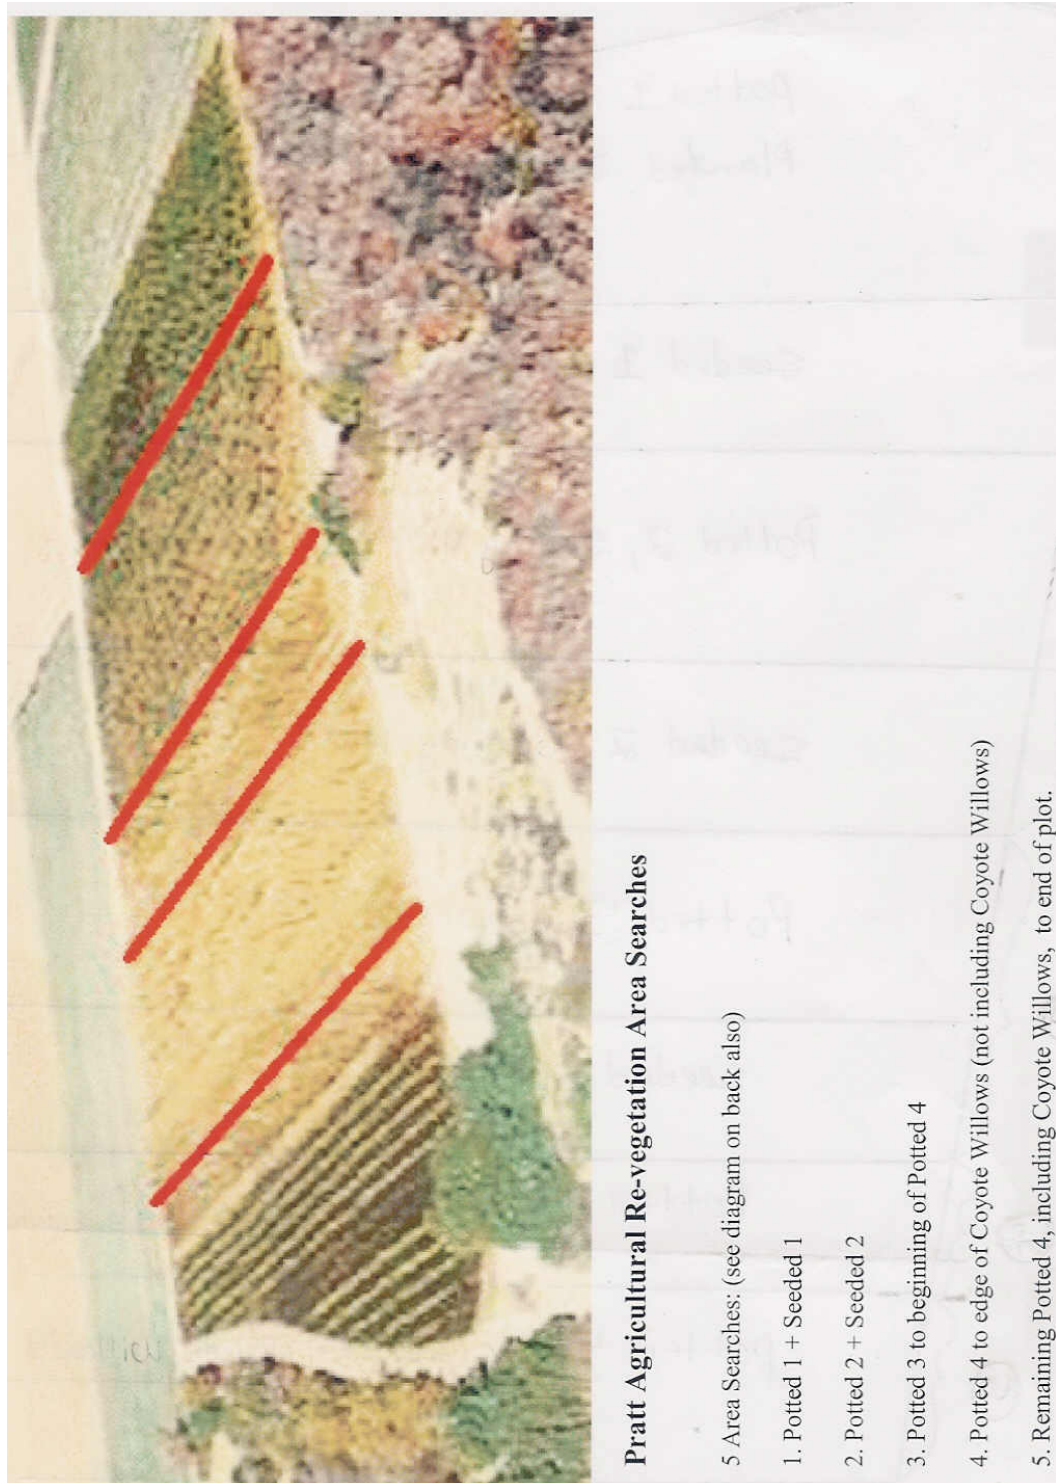 Pratt Agricultural Re-vegetation Area Searches
5 Area Searches: (see diagram on back also)
1. Potted 1 + Seeded 1
2. Potted 2 + Seeded 2
3. Potted 3 to beginning of Potted 4
4. Potted 4 to edge of Coyote Willows (not including Coyote Willows)
5. Remaining Potted 4, including Coyote Willows, to end of plot.